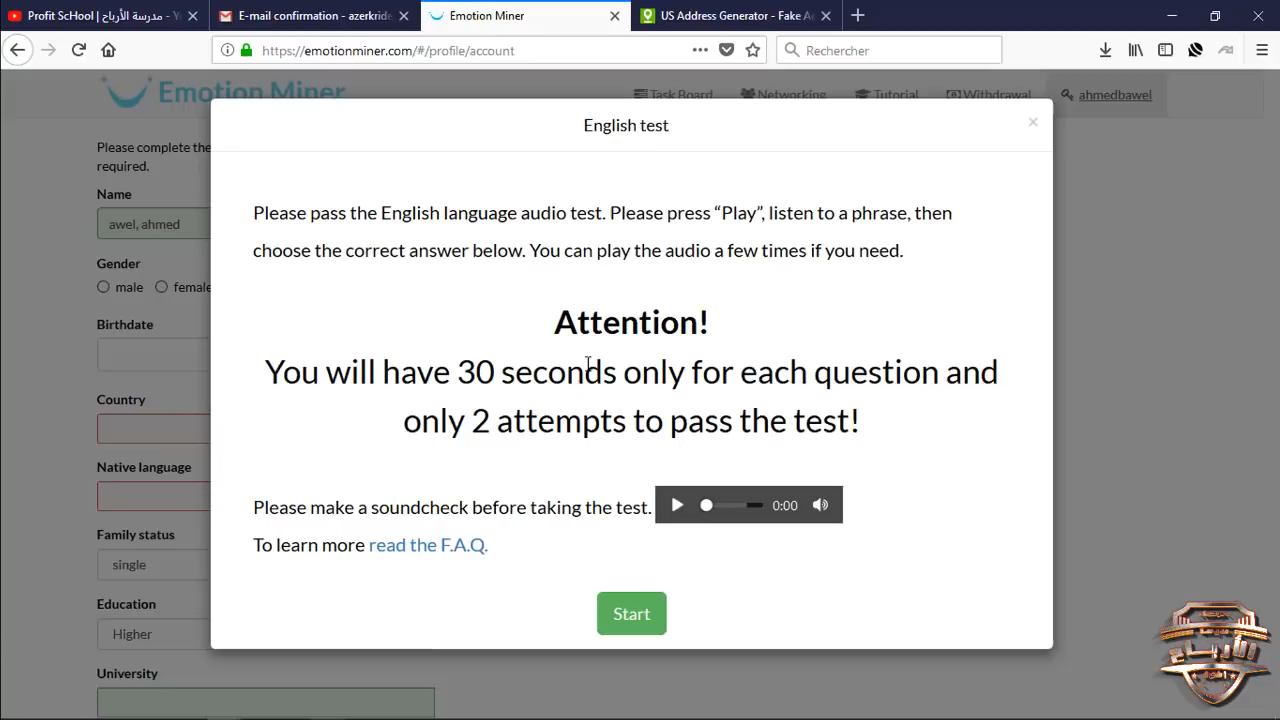 Profit ScHool | مدرسة الأرباح - Y
E-mail confirmation - azerkride
Emotion Miner
US Address Generator - Fake Ad
https://emotionminer.com/#/profile/account
Rechercher
Emotion Miner
Task Board
Networking
Tutorial
Withdrawal
ahmedbawel
English test
×
Please complete the
required.
Name
awel, ahmed
Gender
male
female
Birthdate
Country
Native language
Family status
single
Education
Higher
University
Please pass the English language audio test. Please press “Play”, listen to a phrase, then
choose the correct answer below. You can play the audio a few times if you need.
Attention!
You will have 30 seconds only for each question and
only 2 attempts to pass the test!
Please make a soundcheck before taking the test.
0:00
To learn more read the F.A.Q.
Start
الأرباح